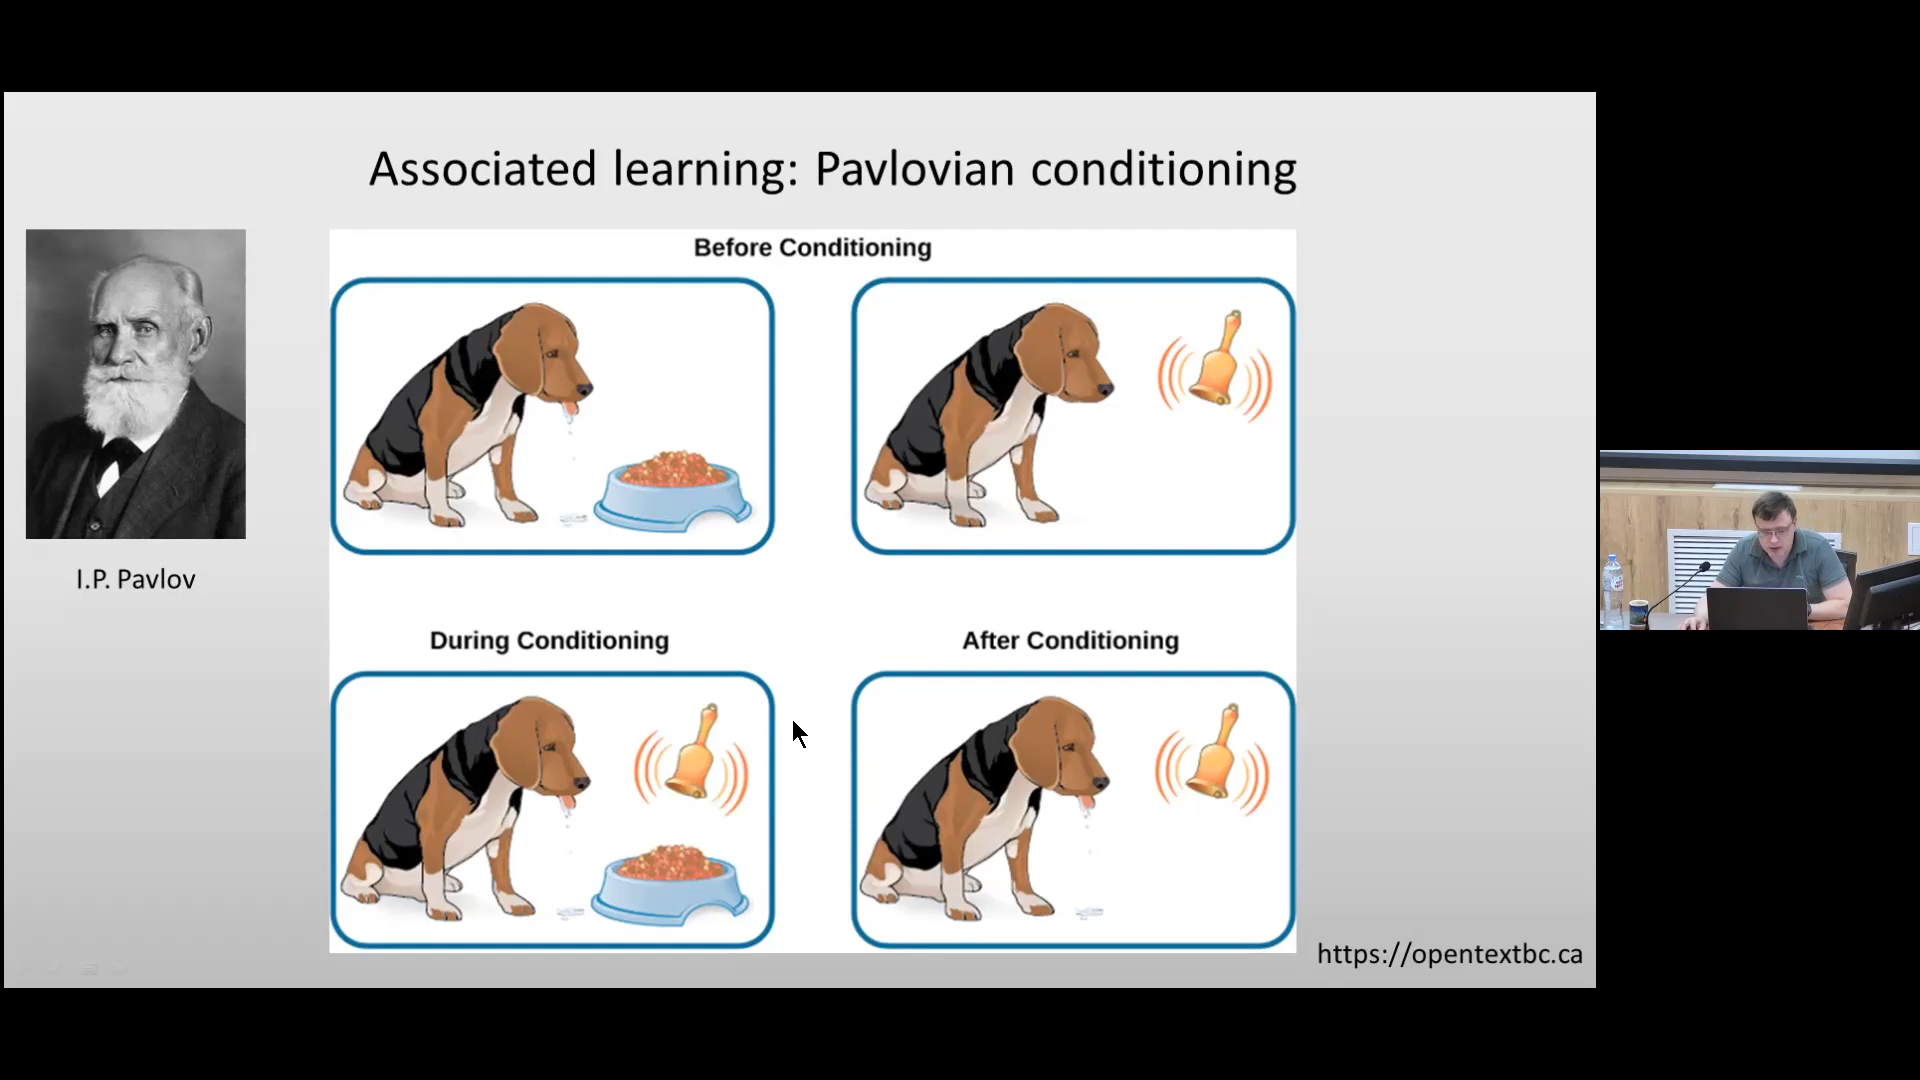 Associated learning: Pavlovian conditioning
Before Conditioning
I.P. Pavlov
During Conditioning
After Conditioning
https://opentextbc.ca